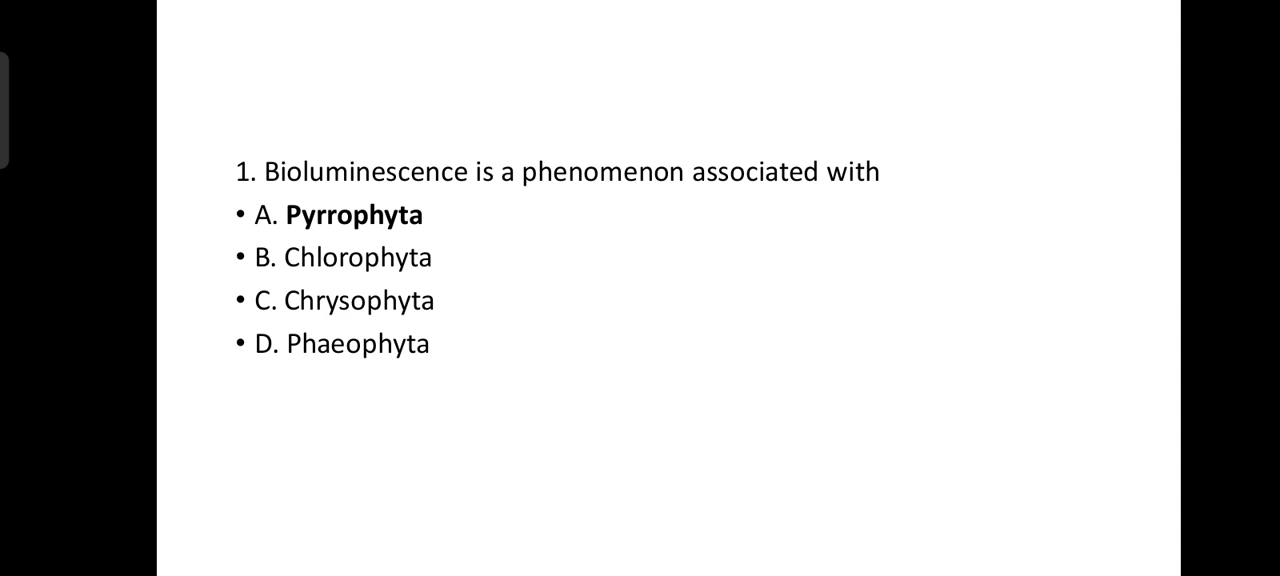 1. Bioluminescence is a phenomenon associated with
• A. Pyrrophyta
• B. Chlorophyta
• C. Chrysophyta
• D. Phaeophyta